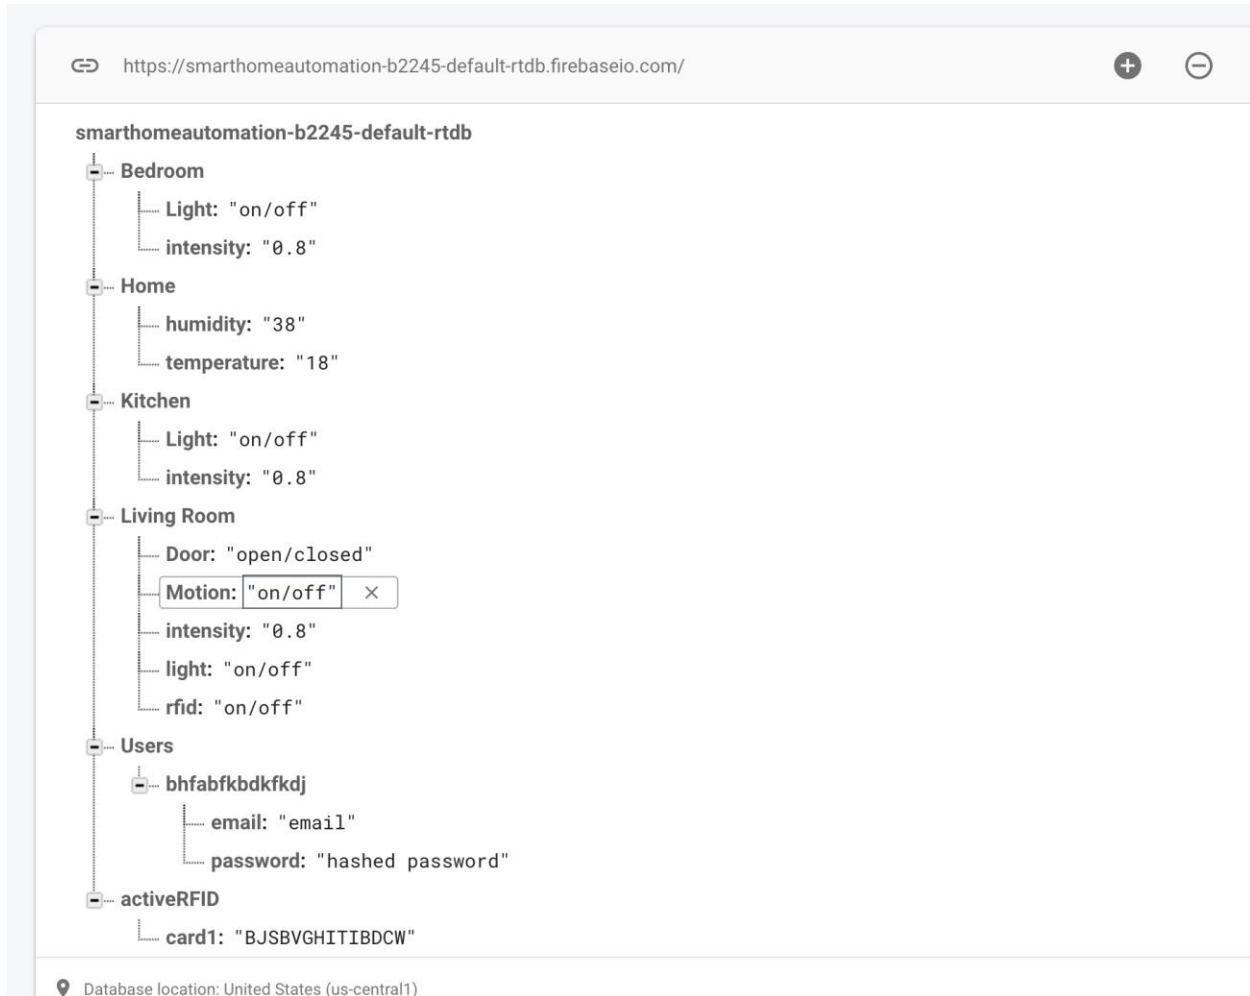 https://smarthomeautomation-b2245-default-rtdb.firebaseio.com/
smarthomeautomation-b2245-default-rtdb
Bedroom
Light: "on/off"
intensity: "0.8"
Home
humidity: "38"
temperature: "18"
Kitchen
Light: "on/off"
intensity: "0.8"
Living Room
Door: "open/closed"
Motion: "on/off"
intensity: "0.8"
light: "on/off"
rfid: "on/off"
Users
bhfabfkbdkfkdj
email: "email"
password: "hashed password"
activeRFID
card1: "BJSBVGHITIBDCW"
Database location: United States (us-central1)